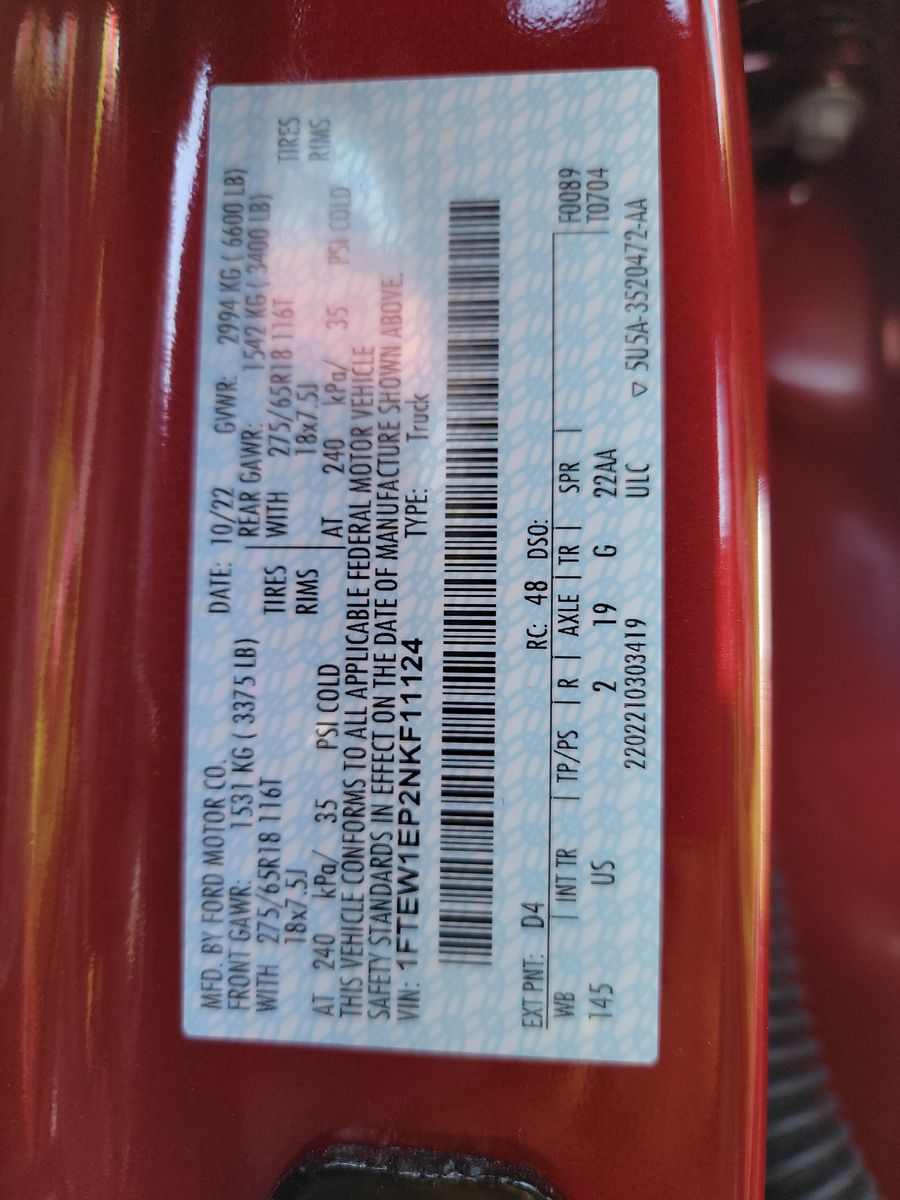 MFD. BY FORD MOTOR CO. DATE: 10/22 GVWR: 2994 KG ( 6600 LB)
FRONT GAWR: 1531 KG ( 3375 LB) REAR GAWR: 1542 KG ( 3400 LB)
WITH 275/65R18 116T TIRES WITH 275/65R18 116T TIRES
18x7.5J RIMS 18x7.5J RIMS
AT 240 kPa/ 35 PSI COLD AT 240 kPa/ 35 PSI COLD
THIS VEHICLE CONFORMS TO ALL APPLICABLE FEDERAL MOTOR VEHICLE
SAFETY STANDARDS IN EFFECT ON THE DATE OF MANUFACTURE SHOWN ABOVE.
VIN: 1FTEW1EP2NKF11124 TYPE: Truck
EXT PNT: D4 RC: 48 DSO: F0089
WB INT TR TP/PS R AXLE TR SPR T0704
145 US 2 19 G 22AA
2202210303419 ULC ▽ 5U5A-3520472-AA